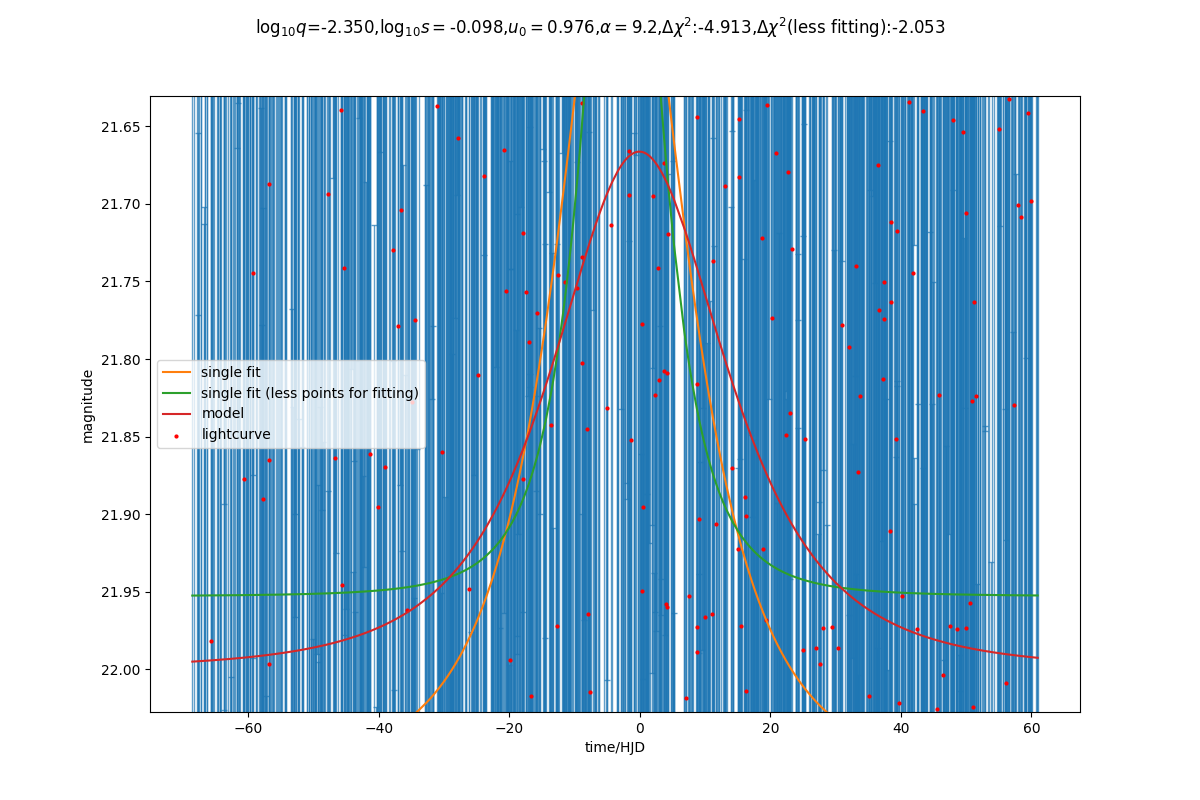 log10q=-2.350,log10s = -0.098,u0 = 0.976,α = 9.2,Δχ²:-4.913,Δχ²(less fitting):-2.053
21.65
21.70
21.75
21.80
21.85
21.90
21.95
22.00
magnitude
single fit
single fit (less points for fitting)
model
lightcurve
−60
−40
−20
0
20
40
60
time/HJD